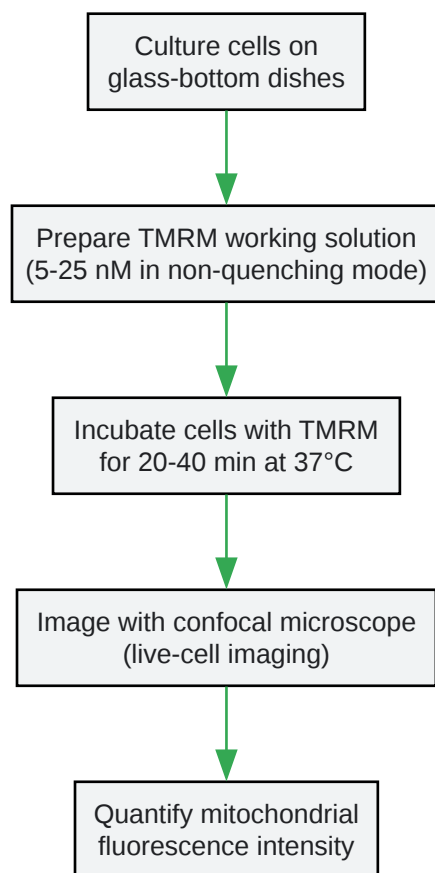 Culture cells on
glass-bottom dishes
Prepare TMRM working solution
(5-25 nM in non-quenching mode)
Incubate cells with TMRM
for 20-40 min at 37°C
Image with confocal microscope
(live-cell imaging)
Quantify mitochondrial
fluorescence intensity